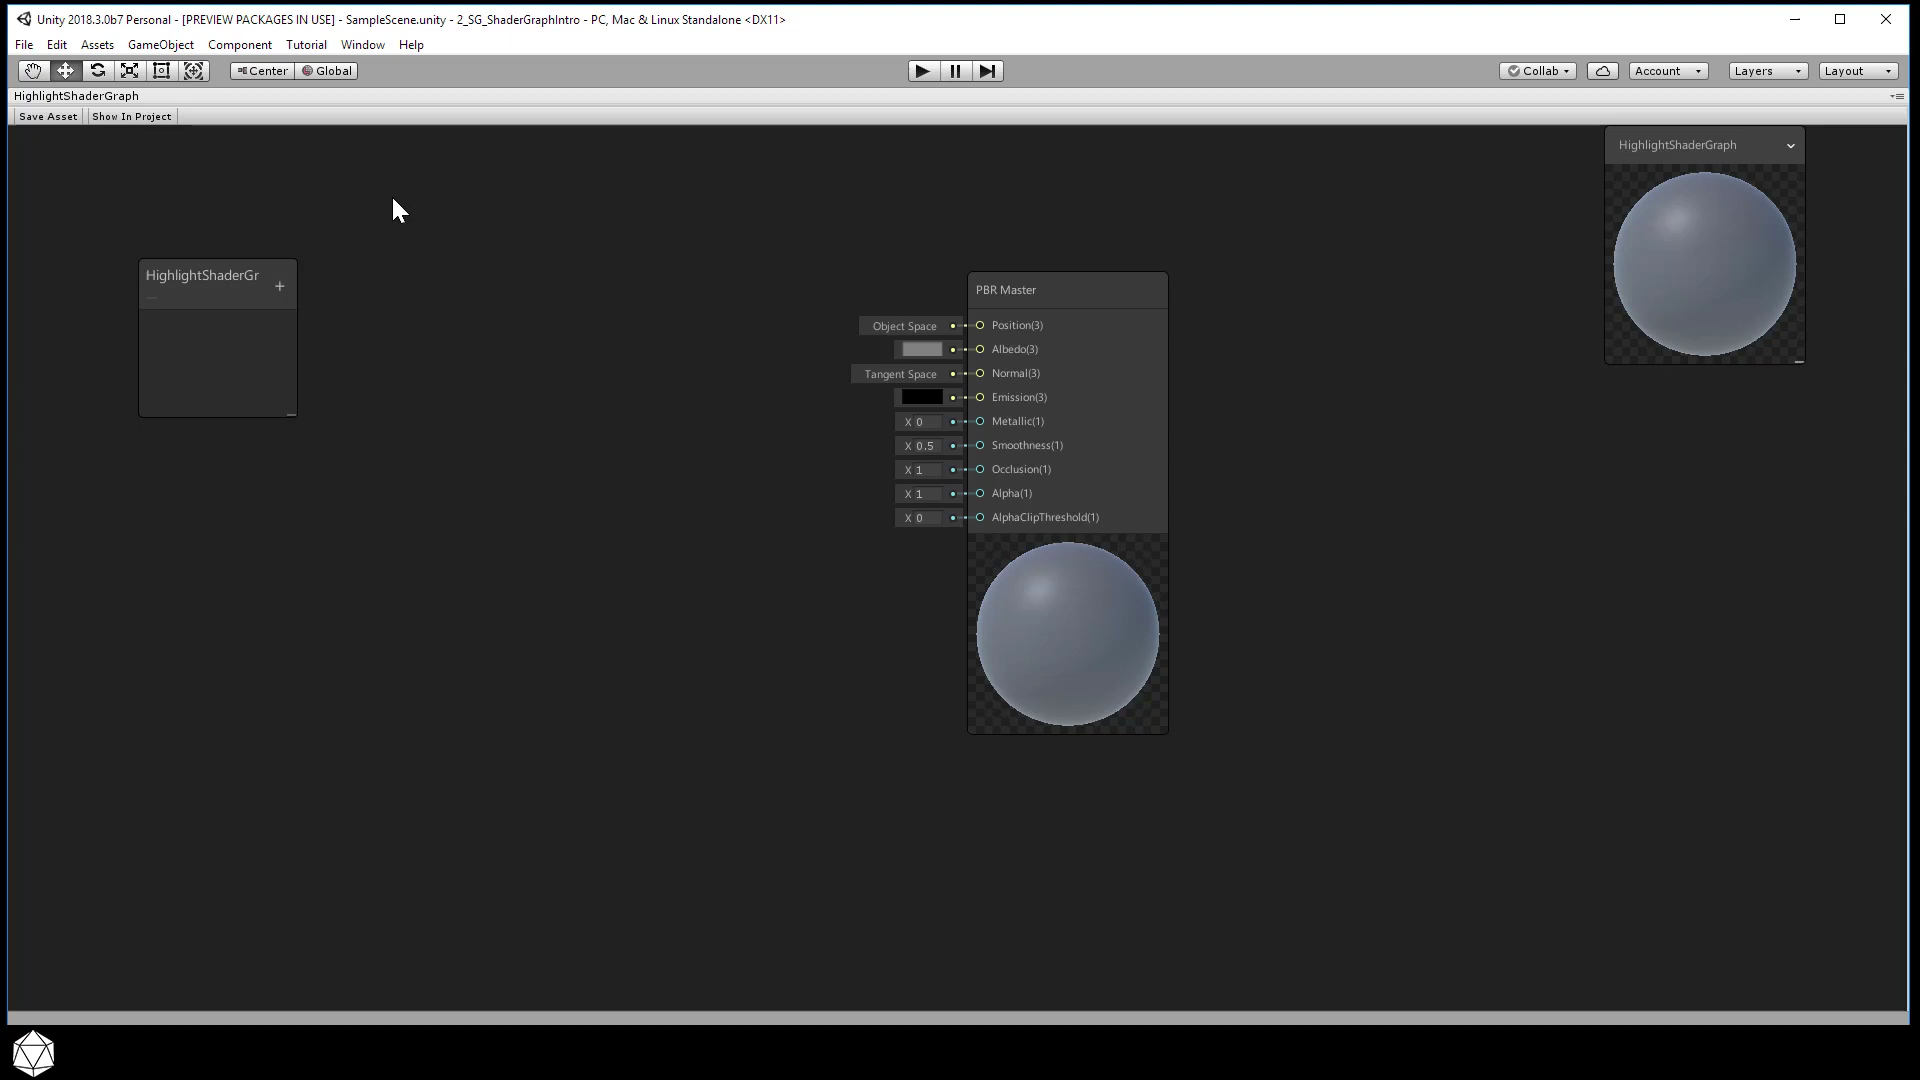 Unity 2018.3.0b7 Personal - [PREVIEW PACKAGES IN USE] - SampleScene.unity - 2_SG_ShaderGraphIntro - PC, Mac & Linux Standalone <DX11>
File Edit Assets GameObject Component Tutorial Window Help
Center Global Collab Account Layers Layout
HighlightShaderGraph
Save Asset Show In Project
HighlightShaderGraph
HighlightShaderGr +
PBR Master
Object Space Position(3)
Albedo(3)
Tangent Space Normal(3)
Emission(3)
X 0 Metallic(1)
X 0.5 Smoothness(1)
X 1 Occlusion(1)
X 1 Alpha(1)
X 0 AlphaClipThreshold(1)